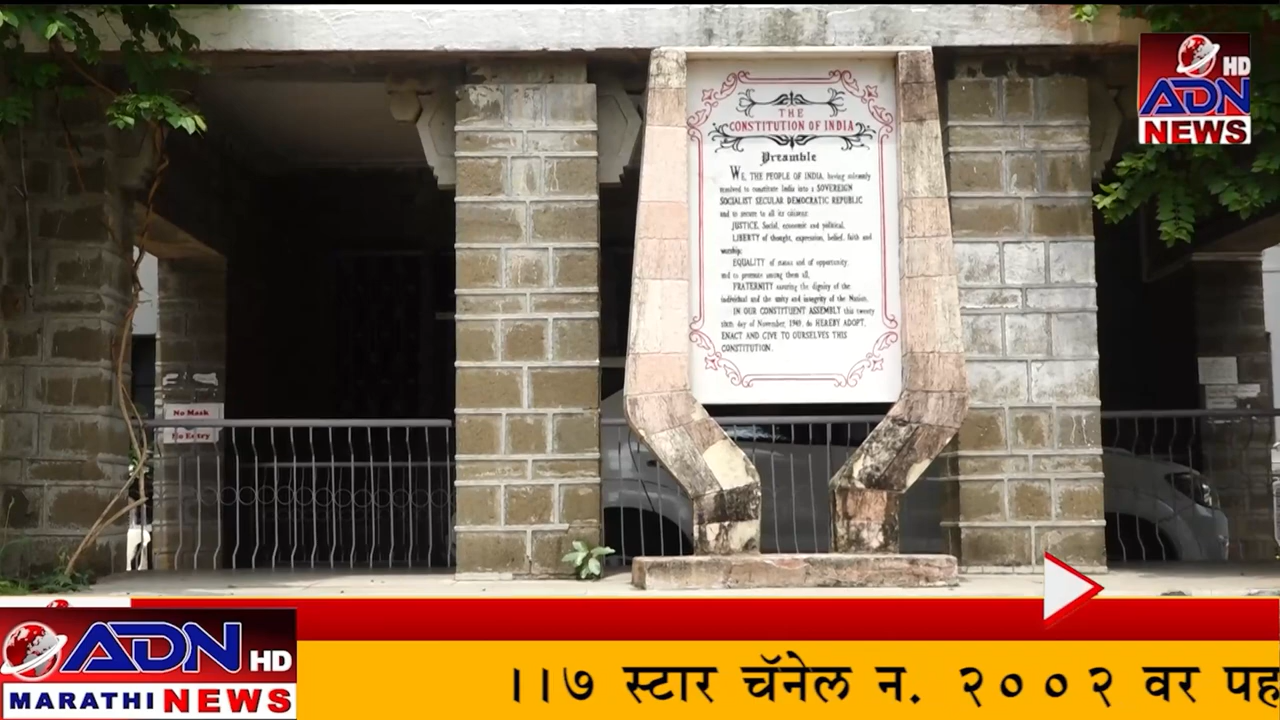 HD
ADN
NEWS
THE
CONSTITUTION OF INDIA
Preamble
WE, THE PEOPLE OF INDIA, having solemnly
resolved to constitute India into a SOVEREIGN
SOCIALIST SECULAR DEMOCRATIC REPUBLIC
and to secure to all its citizens:
JUSTICE, Social, economic and political,
LIBERTY of thought, expression, belief, faith and
worship;
EQUALITY of status and of opportunity;
and to promote among them all,
FRATERNITY assuring the dignity of the
individual and the unity and integrity of the Nation,
IN OUR CONSTITUENT ASSEMBLY this twenty
sixth day of November, 1949, do HEREBY ADOPT,
ENACT AND GIVE TO OURSELVES THIS
CONSTITUTION.
No Mask
No Entry
ADN HD
MARATHI NEWS
।।७ स्टार चॅनेल न. २००२ वर पह